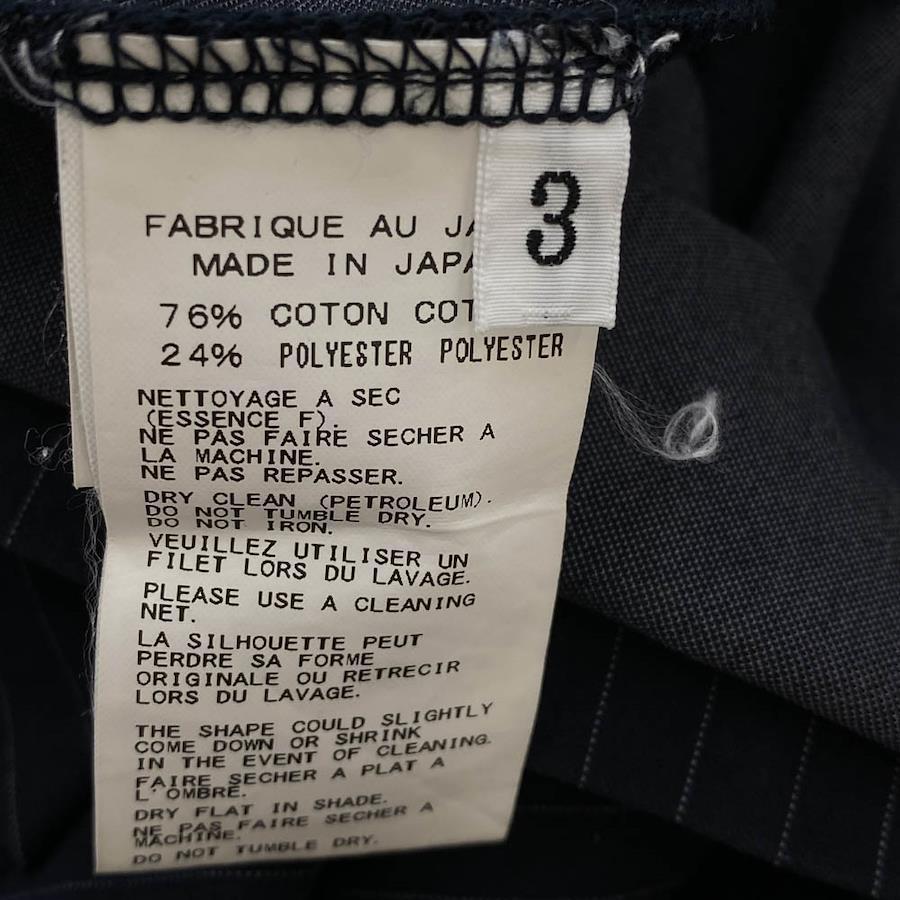 3
FABRIQUE AU JA
MADE IN JAPA
76% COTON COT
24% POLYESTER POLYESTER
NETTOYAGE A SEC
(ESSENCE F).
NE PAS FAIRE SECHER A
LA MACHINE.
NE PAS REPASSER.
DRY CLEAN (PETROLEUM).
DO NOT TUMBLE DRY.
DO NOT IRON.
VEUILLEZ UTILISER UN
FILET LORS DU LAVAGE.
PLEASE USE A CLEANING
NET.
LA SILHOUETTE PEUT
PERDRE SA FORME
ORIGINALE OU RETRECIR
LORS DU LAVAGE.
THE SHAPE COULD SLIGHTLY
COME DOWN OR SHRINK
IN THE EVENT OF CLEANING.
FAIRE SECHER A PLAT A
L'OMBRE.
DRY FLAT IN SHADE.
NE PAS FAIRE SECHER A
MACHINE.
DO NOT TUMBLE DRY.